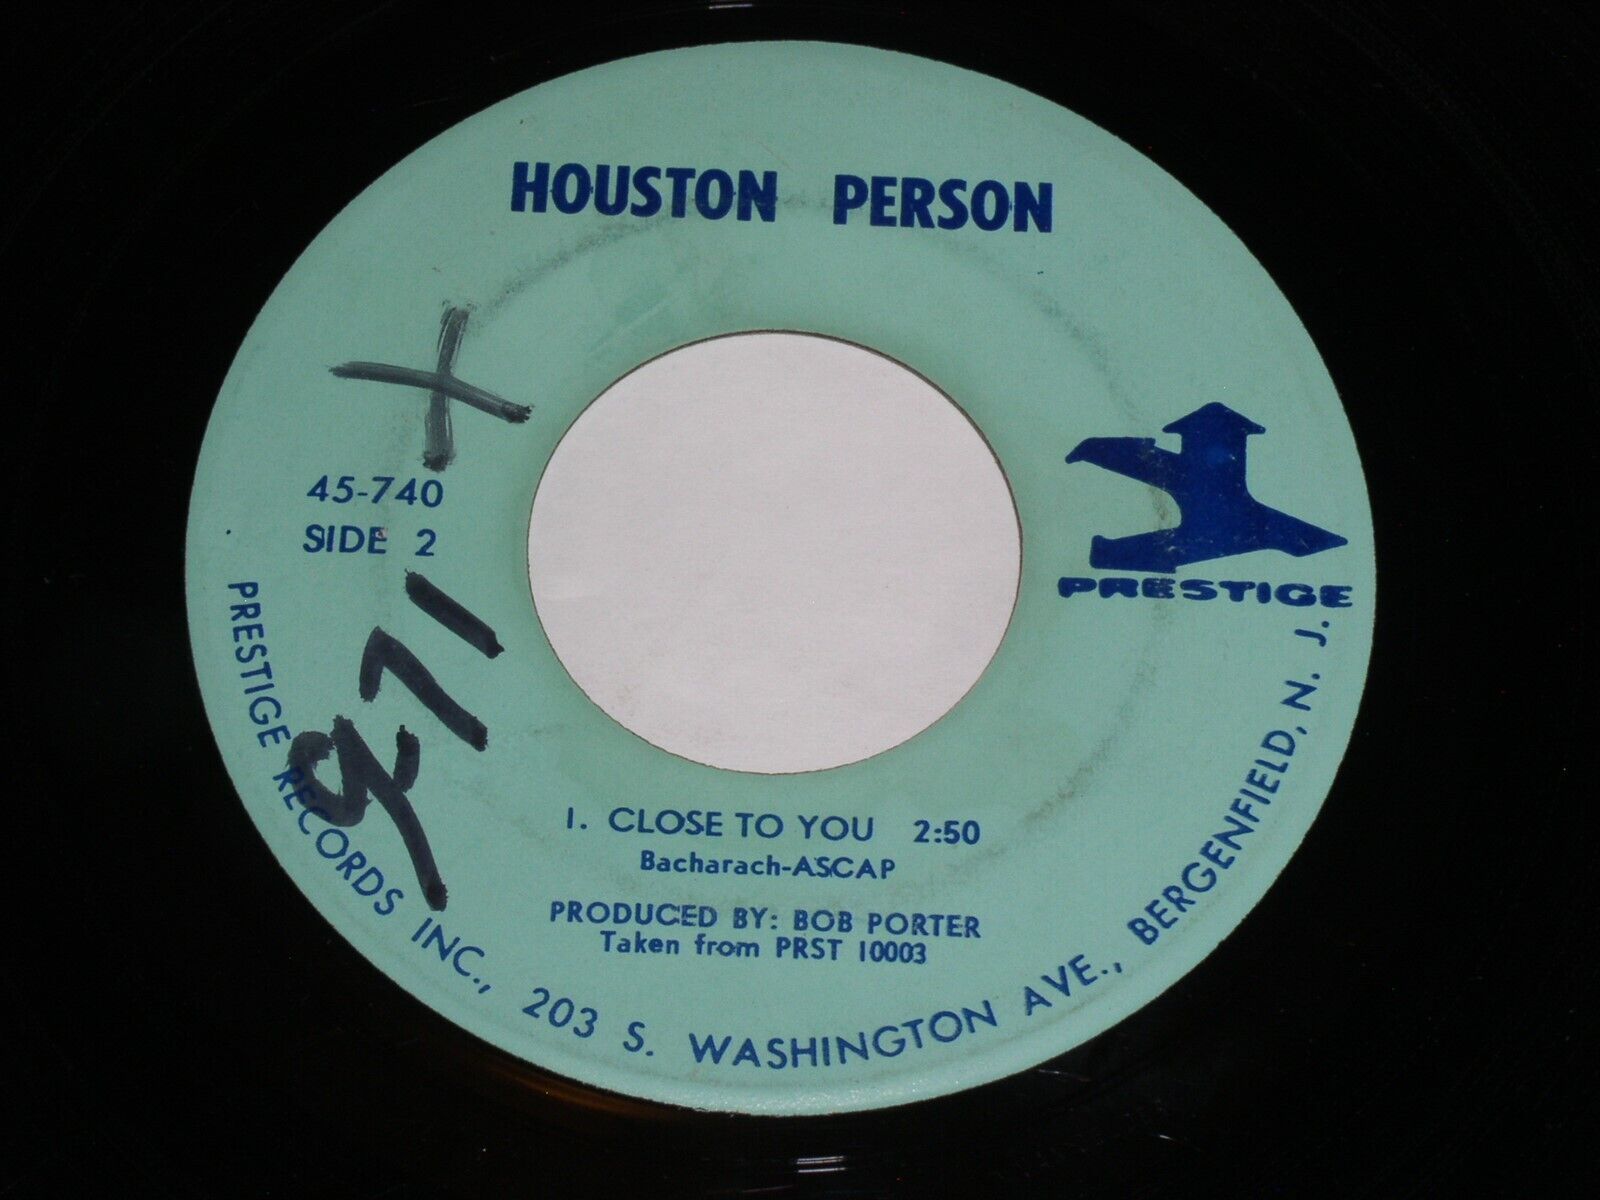 HOUSTON PERSON
X
45-740
SIDE 2
PRESTIGE
1. CLOSE TO YOU 2:50
Bacharach-ASCAP
PRODUCED BY: BOB PORTER
Taken from PRST 10003
PRESTIGE RECORDS INC., 203 S. WASHINGTON AVE., BERGENFIELD, N. J.